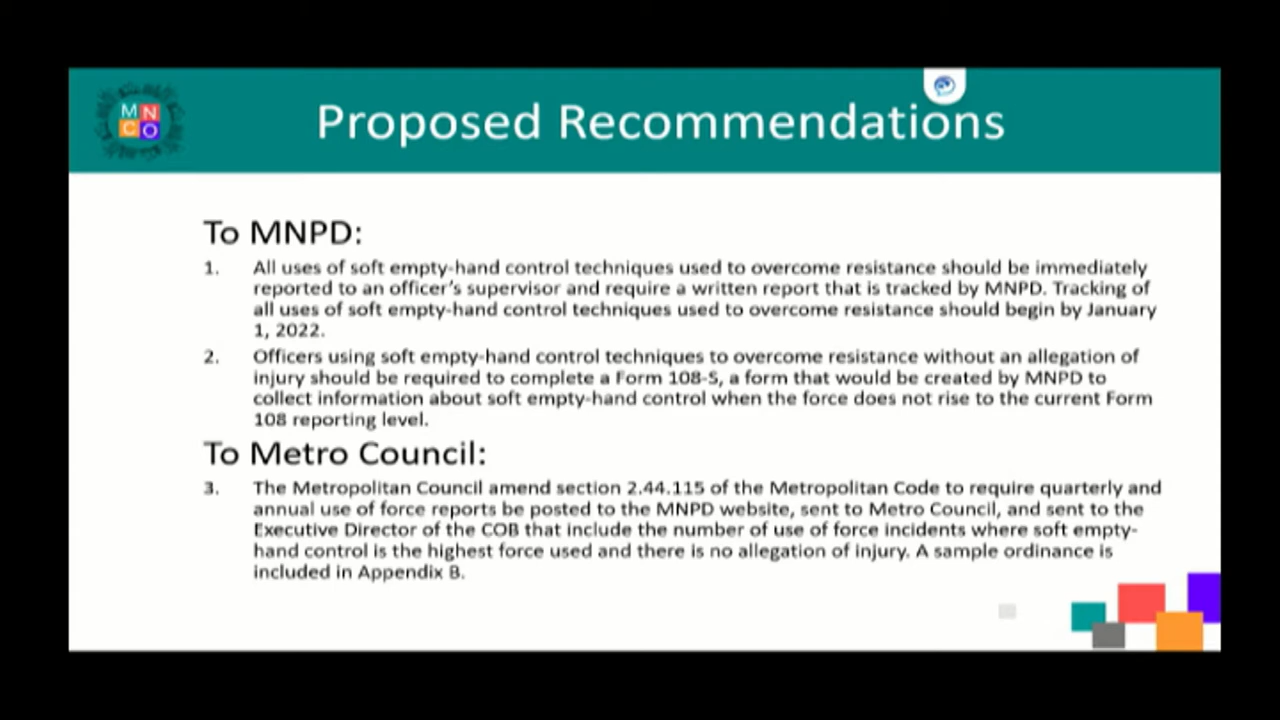 M N
C O
Proposed Recommendations
To MNPD:
1. All uses of soft empty-hand control techniques used to overcome resistance should be immediately
reported to an officer's supervisor and require a written report that is tracked by MNPD. Tracking of
all uses of soft empty-hand control techniques used to overcome resistance should begin by January
1, 2022.
2. Officers using soft empty-hand control techniques to overcome resistance without an allegation of
injury should be required to complete a Form 108-S, a form that would be created by MNPD to
collect information about soft empty-hand control when the force does not rise to the current Form
108 reporting level.
To Metro Council:
3. The Metropolitan Council amend section 2.44.115 of the Metropolitan Code to require quarterly and
annual use of force reports be posted to the MNPD website, sent to Metro Council, and sent to the
Executive Director of the COB that include the number of use of force incidents where soft empty-
hand control is the highest force used and there is no allegation of injury. A sample ordinance is
included in Appendix B.